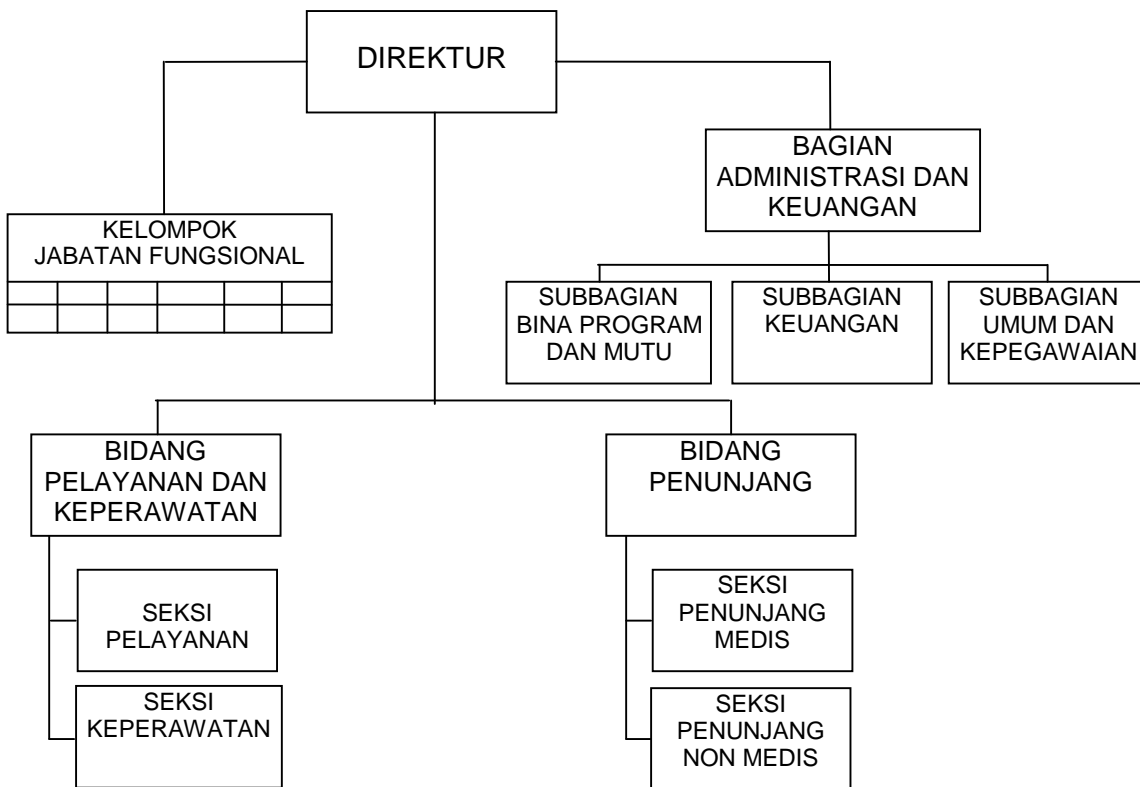 DIREKTUR
BAGIAN
ADMINISTRASI DAN
KEUANGAN
KELOMPOK
JABATAN FUNGSIONAL
SUBBAGIAN
BINA PROGRAM
DAN MUTU
SUBBAGIAN
KEUANGAN
SUBBAGIAN
UMUM DAN
KEPEGAWAIAN
BIDANG
PELAYANAN DAN
KEPERAWATAN
BIDANG
PENUNJANG
SEKSI
PELAYANAN
SEKSI
KEPERAWATAN
SEKSI
PENUNJANG
MEDIS
SEKSI
PENUNJANG
NON MEDIS